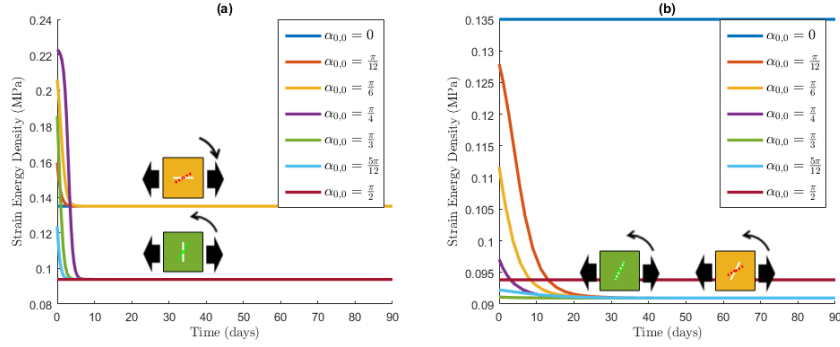 (a)
Strain Energy Density (MPa)
0.24
0.22
0.2
0.18
0.16
0.14
0.12
0.1
0.08
0
10
20
30
40
50
60
70
80
90
Time (days)
α0,0 = 0
α0,0 = π/12
α0,0 = π/6
α0,0 = π/4
α0,0 = π/3
α0,0 = 5π/12
α0,0 = π/2
(b)
Strain Energy Density (MPa)
0.135
0.13
0.125
0.12
0.115
0.11
0.105
0.1
0.095
0.09
0
10
20
30
40
50
60
70
80
90
Time (days)
α0,0 = 0
α0,0 = π/12
α0,0 = π/6
α0,0 = π/4
α0,0 = π/3
α0,0 = 5π/12
α0,0 = π/2